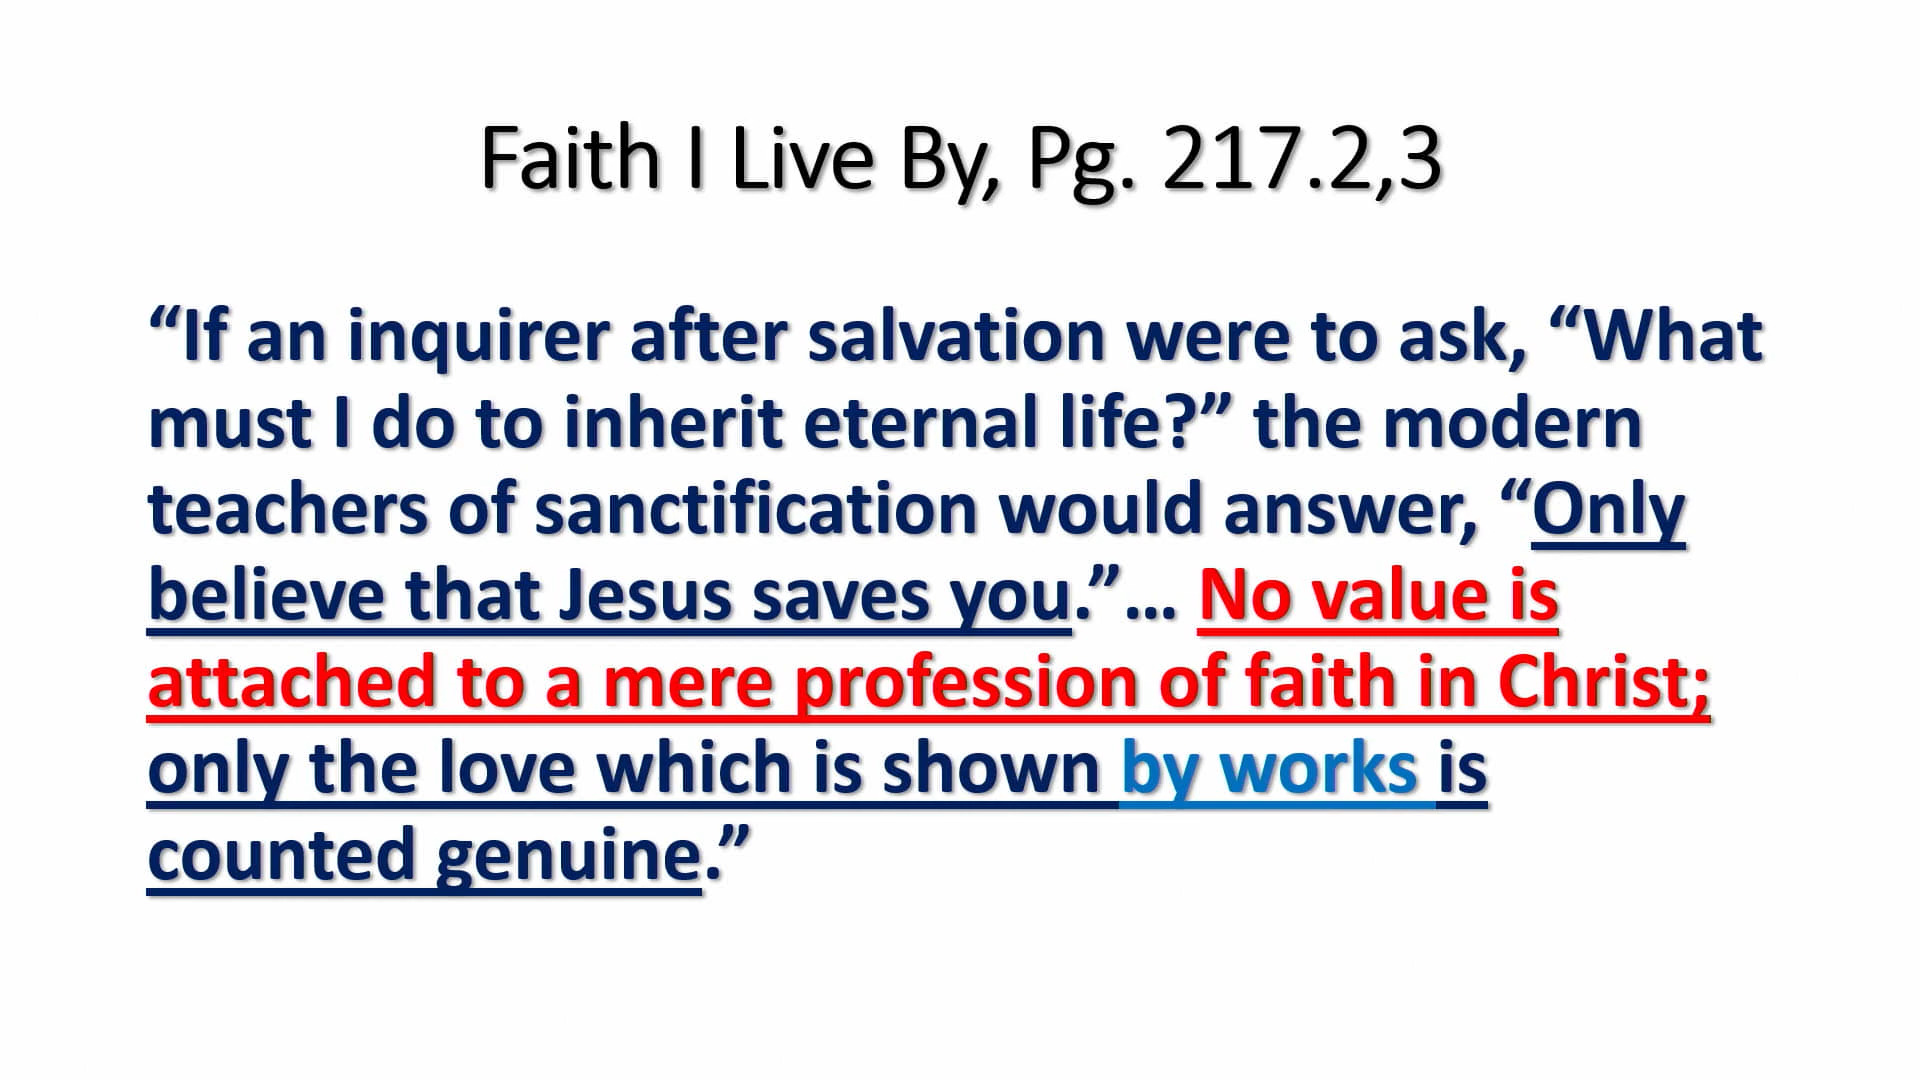 Faith I Live By, Pg. 217.2,3
“If an inquirer after salvation were to ask, “What
must I do to inherit eternal life?” the modern
teachers of sanctification would answer, “Only
believe that Jesus saves you.”… No value is
attached to a mere profession of faith in Christ;
only the love which is shown by works is
counted genuine.”